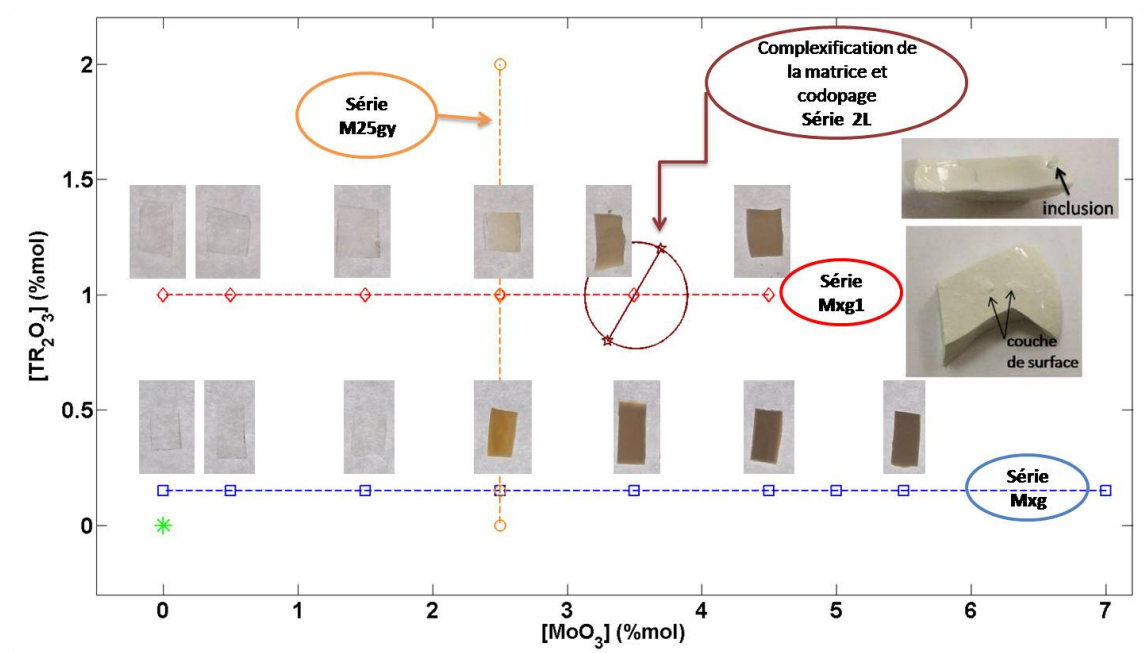 Complexification de
la matrice et
codopage
Série 2L
Série
M25gy
inclusion
Série
Mxg1
couche
de surface
Série
Mxg
[TR₂O₃] (%mol)
2
1.5
1
0.5
0
0 1 2 3 4 5 6 7
[MoO₃] (%mol)